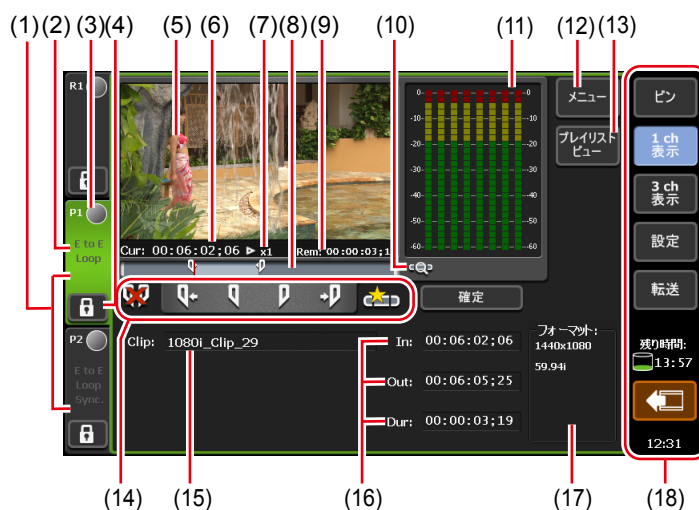 (10)
(11)
(12)
(13)
(1) (2) (3)(4)
(5)
(6)
(7)(8)(9)
R1
P1
E to E
Loop
P2
E to E
Loop
Sync.
Cur: 00:06:02;06
x1
Rem: 00:00:03;1
-0
-0
-10
-10
-20
-20
-30
-30
-40
-40
-50
-50
-60
-60
メニュー
プレイリスト
ビュー
ピン
1 ch
表示
3 ch
表示
設定
転送
残り時間:
13:57
12:31
確定
Clip: 1080i_Clip_29
In: 00:06:02;06
Out: 00:06:05;25
Dur: 00:00:03;19
フォーマット:
1440x1080
59.94i
(14)
(15)
(16)
(17)
(18)